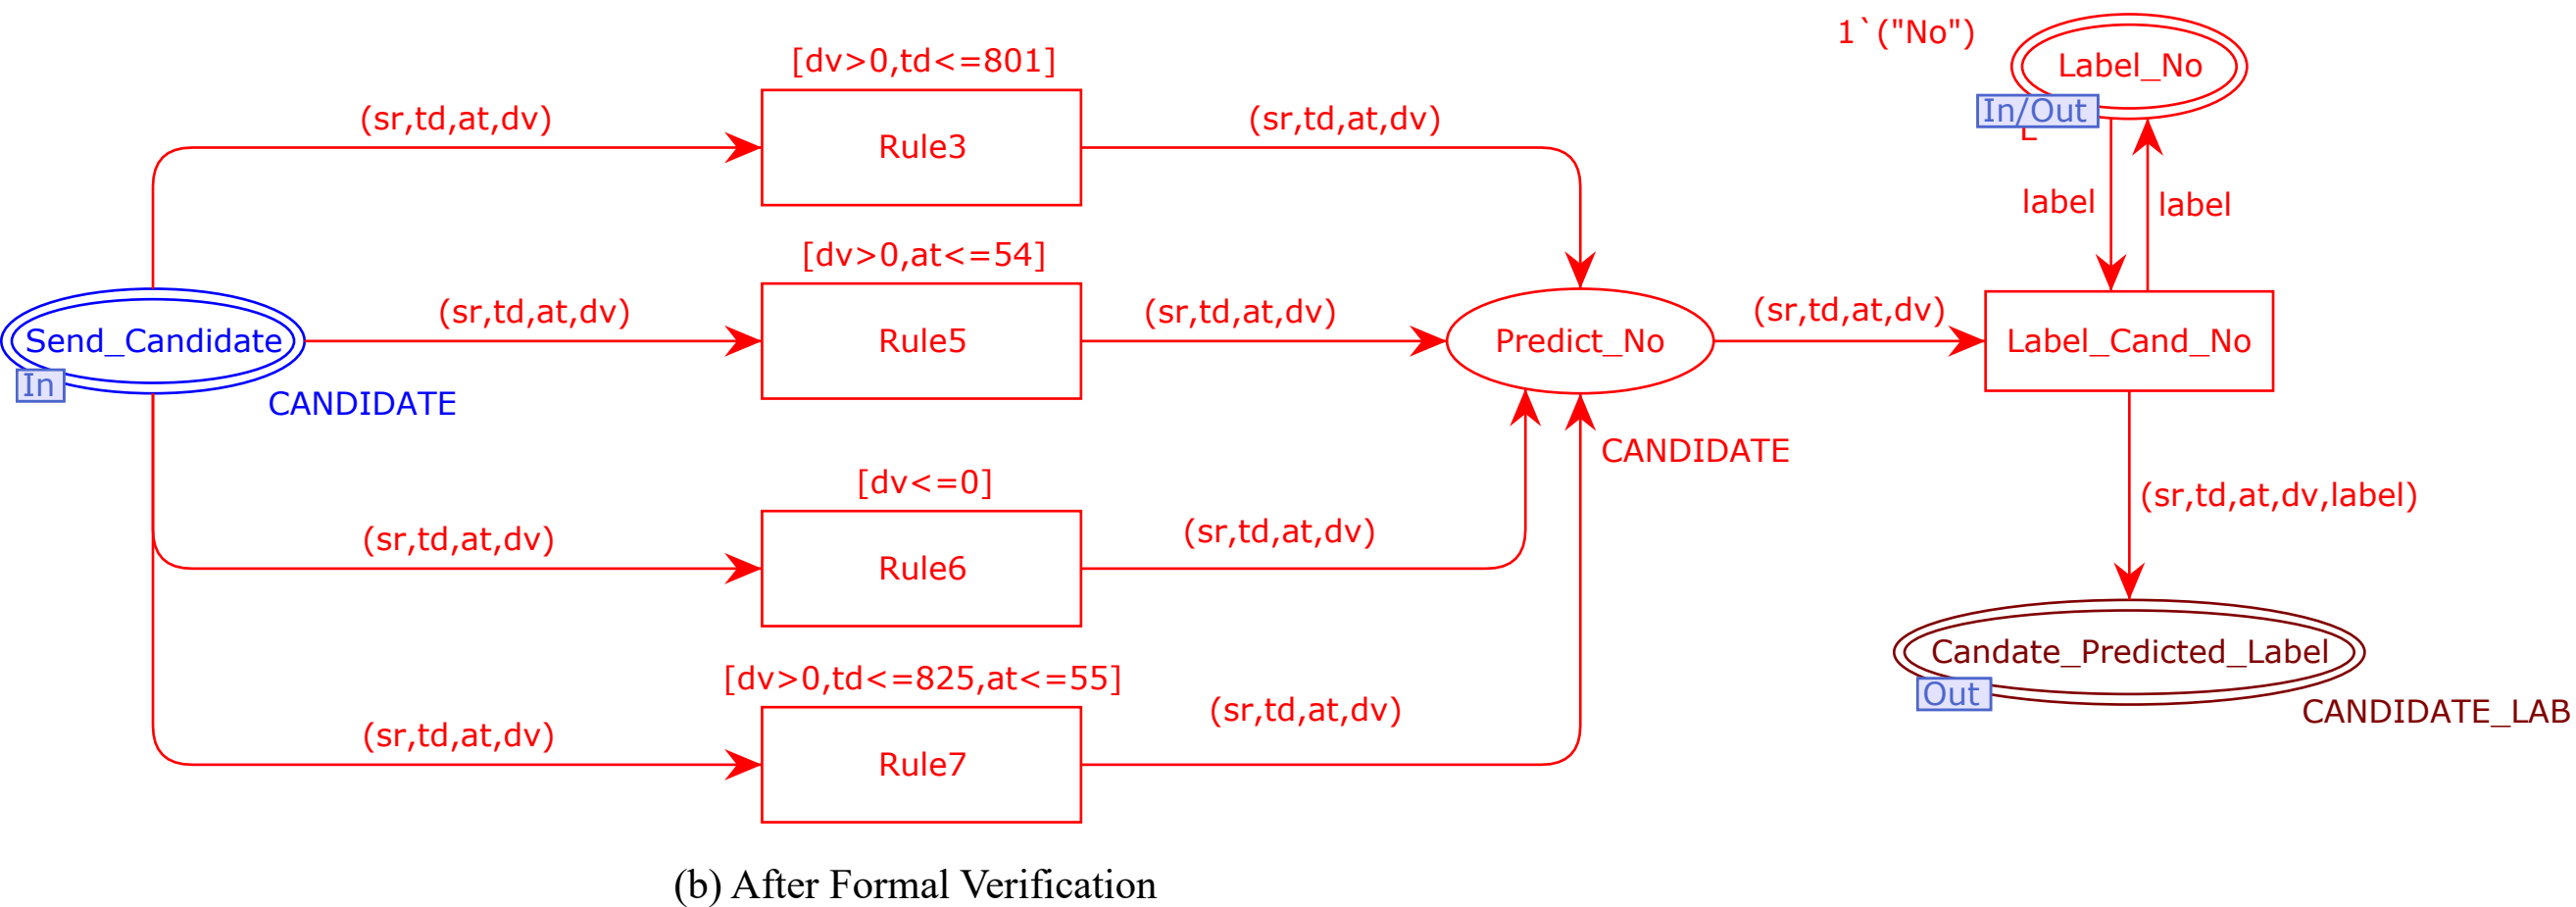 1`("No")
Label_No
In/Out
[dv>0,td<=801]
(sr,td,at,dv)
Rule3
(sr,td,at,dv)
label
label
[dv>0,at<=54]
(sr,td,at,dv)
Rule5
(sr,td,at,dv)
Send_Candidate
In
CANDIDATE
Predict_No
CANDIDATE
(sr,td,at,dv)
Label_Cand_No
[dv<=0]
(sr,td,at,dv)
Rule6
(sr,td,at,dv)
(sr,td,at,dv,label)
[dv>0,td<=825,at<=55]
(sr,td,at,dv)
Rule7
(sr,td,at,dv)
Candate_Predicted_Label
Out
CANDIDATE_LAB
(b) After Formal Verification